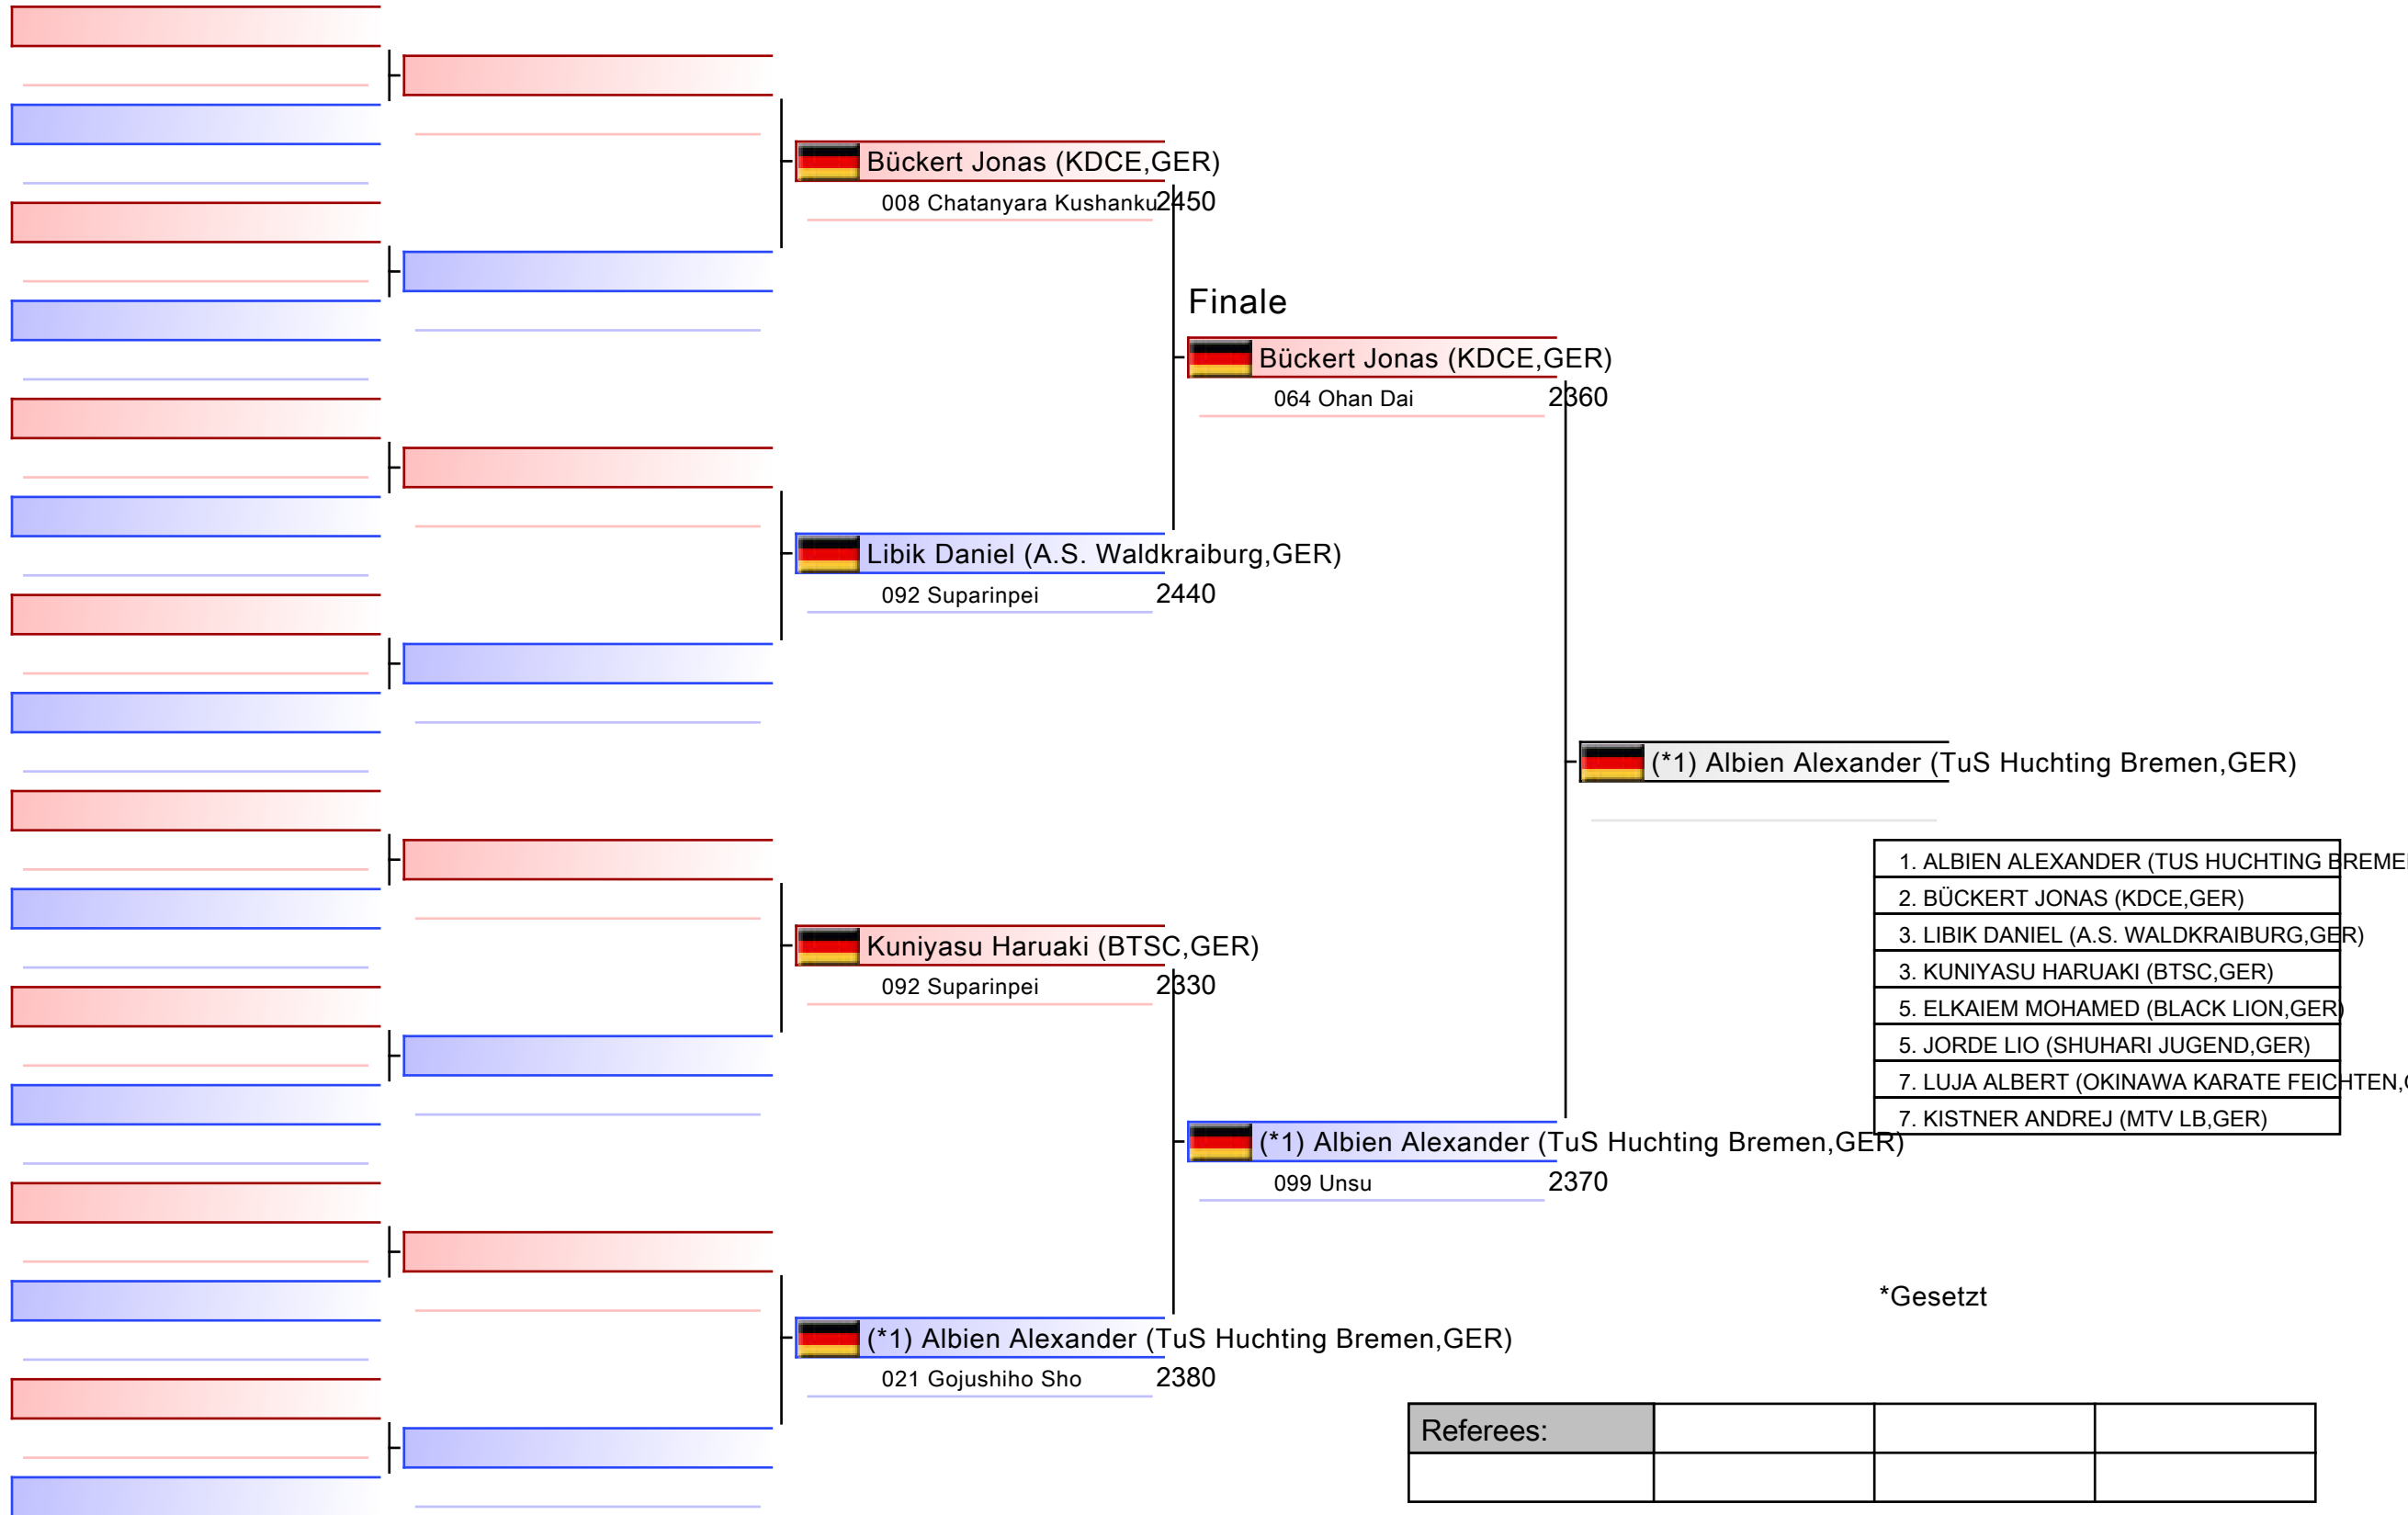 Bückert Jonas (KDCE,GER)
008 Chatanyara Kushanku 2450
Finale
Bückert Jonas (KDCE,GER)
064 Ohan Dai 2360
Libik Daniel (A.S. Waldkraiburg,GER)
092 Suparinpei 2440
(*1) Albien Alexander (TuS Huchting Bremen,GER)
1. ALBIEN ALEXANDER (TUS HUCHTING BREME
2. BÜCKERT JONAS (KDCE,GER)
3. LIBIK DANIEL (A.S. WALDKRAIBURG,GER)
3. KUNIYASU HARUAKI (BTSC,GER)
5. ELKAIEM MOHAMED (BLACK LION,GER)
5. JORDE LIO (SHUHARI JUGEND,GER)
7. LUJA ALBERT (OKINAWA KARATE FEICHTEN,
7. KISTNER ANDREJ (MTV LB,GER)
Kuniyasu Haruaki (BTSC,GER)
092 Suparinpei 2330
(*1) Albien Alexander (TuS Huchting Bremen,GER)
099 Unsu 2370
*Gesetzt
(*1) Albien Alexander (TuS Huchting Bremen,GER)
021 Gojushiho Sho 2380
Referees: